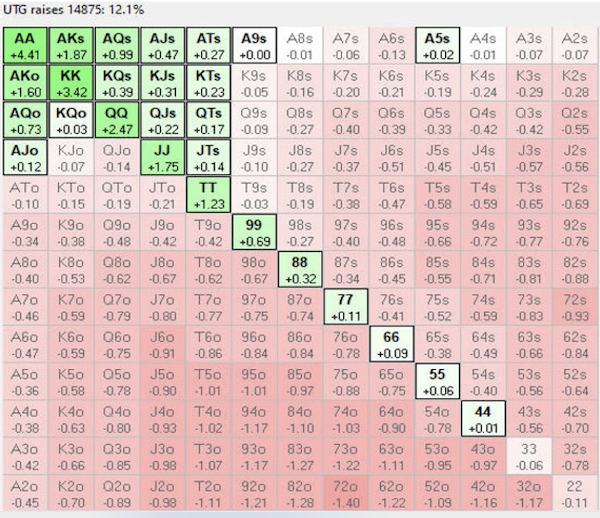 UTG raises 14875: 12.1%
AA AKs AQs AJs ATs A9s A8s A7s A6s A5s A4s A3s A2s
+4.41 +1.87 +0.99 +0.47 +0.27 +0.00 -0.01 -0.06 -0.13 +0.02 -0.01 -0.07 -0.07
AKo KK KQs KJs KTs K9s K8s K7s K6s K5s K4s K3s K2s
+1.60 +3.42 +0.39 +0.31 +0.23 -0.05 -0.16 -0.20 -0.21 -0.19 -0.24 -0.29 -0.28
AQo KQo QQ QJs QTs Q9s Q8s Q7s Q6s Q5s Q4s Q3s Q2s
+0.73 +0.03 +2.47 +0.22 +0.17 -0.09 -0.27 -0.40 -0.39 -0.33 -0.42 -0.42 -0.55
AJo KJo QJo JJ JTs J9s J8s J7s J6s J5s J4s J3s J2s
+0.12 -0.07 -0.14 +1.75 +0.14 -0.10 -0.27 -0.37 -0.51 -0.45 -0.51 -0.57 -0.56
ATo KTo QTo JTo TT T9s T8s T7s T6s T5s T4s T3s T2s
-0.10 -0.15 -0.19 -0.21 +1.23 -0.03 -0.19 -0.38 -0.47 -0.58 -0.59 -0.65 -0.69
A9o K9o Q9o J9o T9o 99 98s 97s 96s 95s 94s 93s 92s
-0.34 -0.38 -0.48 -0.42 -0.42 +0.69 -0.27 -0.40 -0.48 -0.66 -0.72 -0.77 -0.76
A8o K8o Q8o J8o T8o 98o 88 87s 86s 85s 84s 83s 82s
-0.40 -0.53 -0.62 -0.67 -0.68 -0.62 +0.32 -0.34 -0.45 -0.55 -0.71 -0.81 -0.88
A7o K7o Q7o J7o T7o 97o 87o 77 76s 75s 74s 73s 72s
-0.46 -0.59 -0.79 -0.80 -0.77 -0.75 -0.74 +0.11 -0.41 -0.52 -0.59 -0.83 -0.93
A6o K6o Q6o J6o T6o 96o 86o 76o 66 65s 64s 63s 62s
-0.47 -0.59 -0.75 -0.91 -0.86 -0.84 -0.84 -0.78 +0.09 -0.38 -0.49 -0.66 -0.84
A5o K5o Q5o J5o T5o 95o 85o 75o 65o 55 54s 53s 52s
-0.36 -0.58 -0.78 -0.90 -1.01 -1.01 -0.97 -0.88 -0.75 +0.06 -0.40 -0.56 -0.64
A4o K4o Q4o J4o T4o 94o 84o 74o 64o 54o 44 43s 42s
-0.38 -0.63 -0.80 -0.93 -1.02 -1.17 -1.10 -1.03 -0.90 -0.78 +0.01 -0.56 -0.70
A3o K3o Q3o J3o T3o 93o 83o 73o 63o 53o 43o 33 32s
-0.42 -0.66 -0.85 -0.98 -1.07 -1.17 -1.27 -1.22 -1.11 -0.95 -0.97 -0.06 -0.78
A2o K2o Q2o J2o T2o 92o 82o 72o 62o 52o 42o 32o 22
-0.45 -0.70 -0.89 -0.98 -1.11 -1.21 -1.28 -1.40 -1.22 -1.09 -1.16 -1.17 -0.11